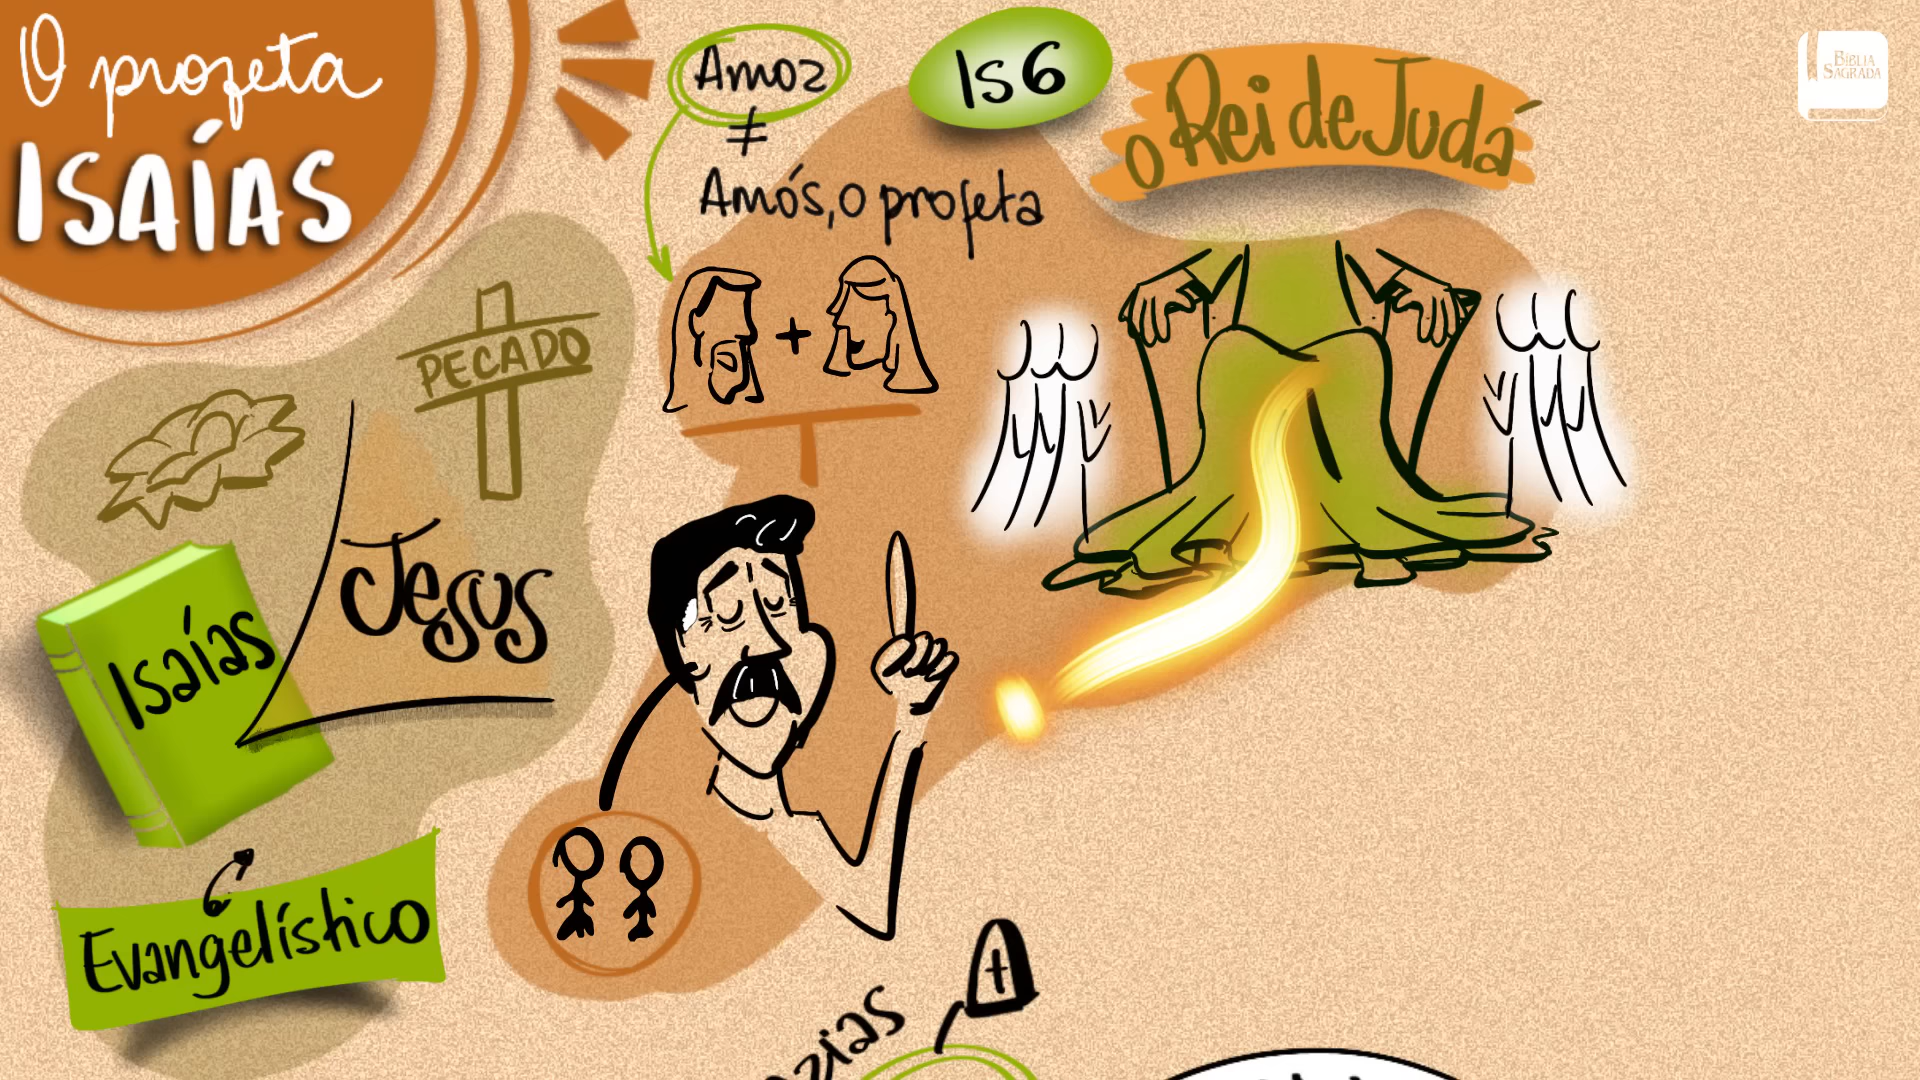 O profeta
ISAÍAS
Amoz
≠
Amós, o profeta
Is 6
o Rei de Judá
BÍBLIA
SAGRADA
PECADO
+
Jesus
Isaías
Evangelístico